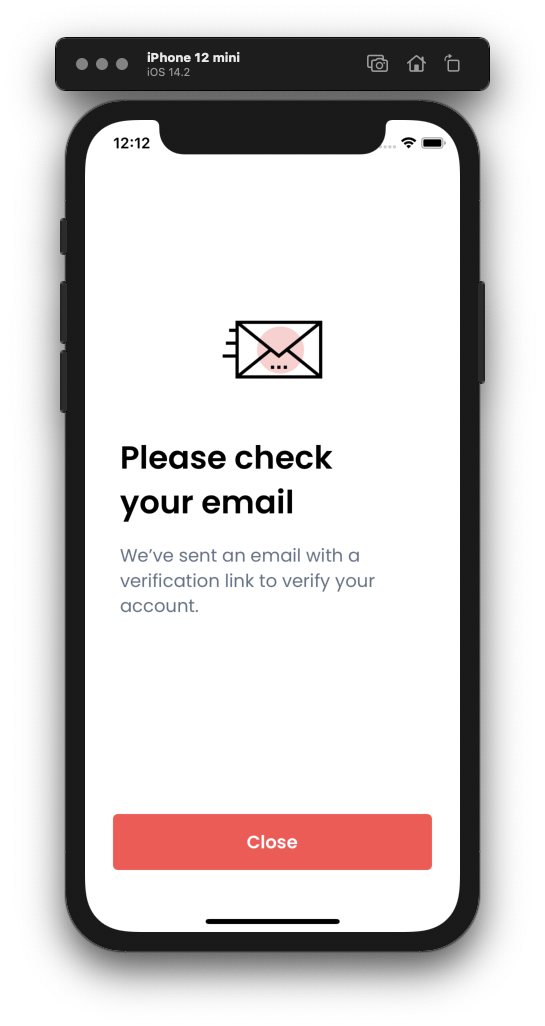 iPhone 12 mini
iOS 14.2
12:12
Please check
your email
We’ve sent an email with a
verification link to verify your
account.
Close